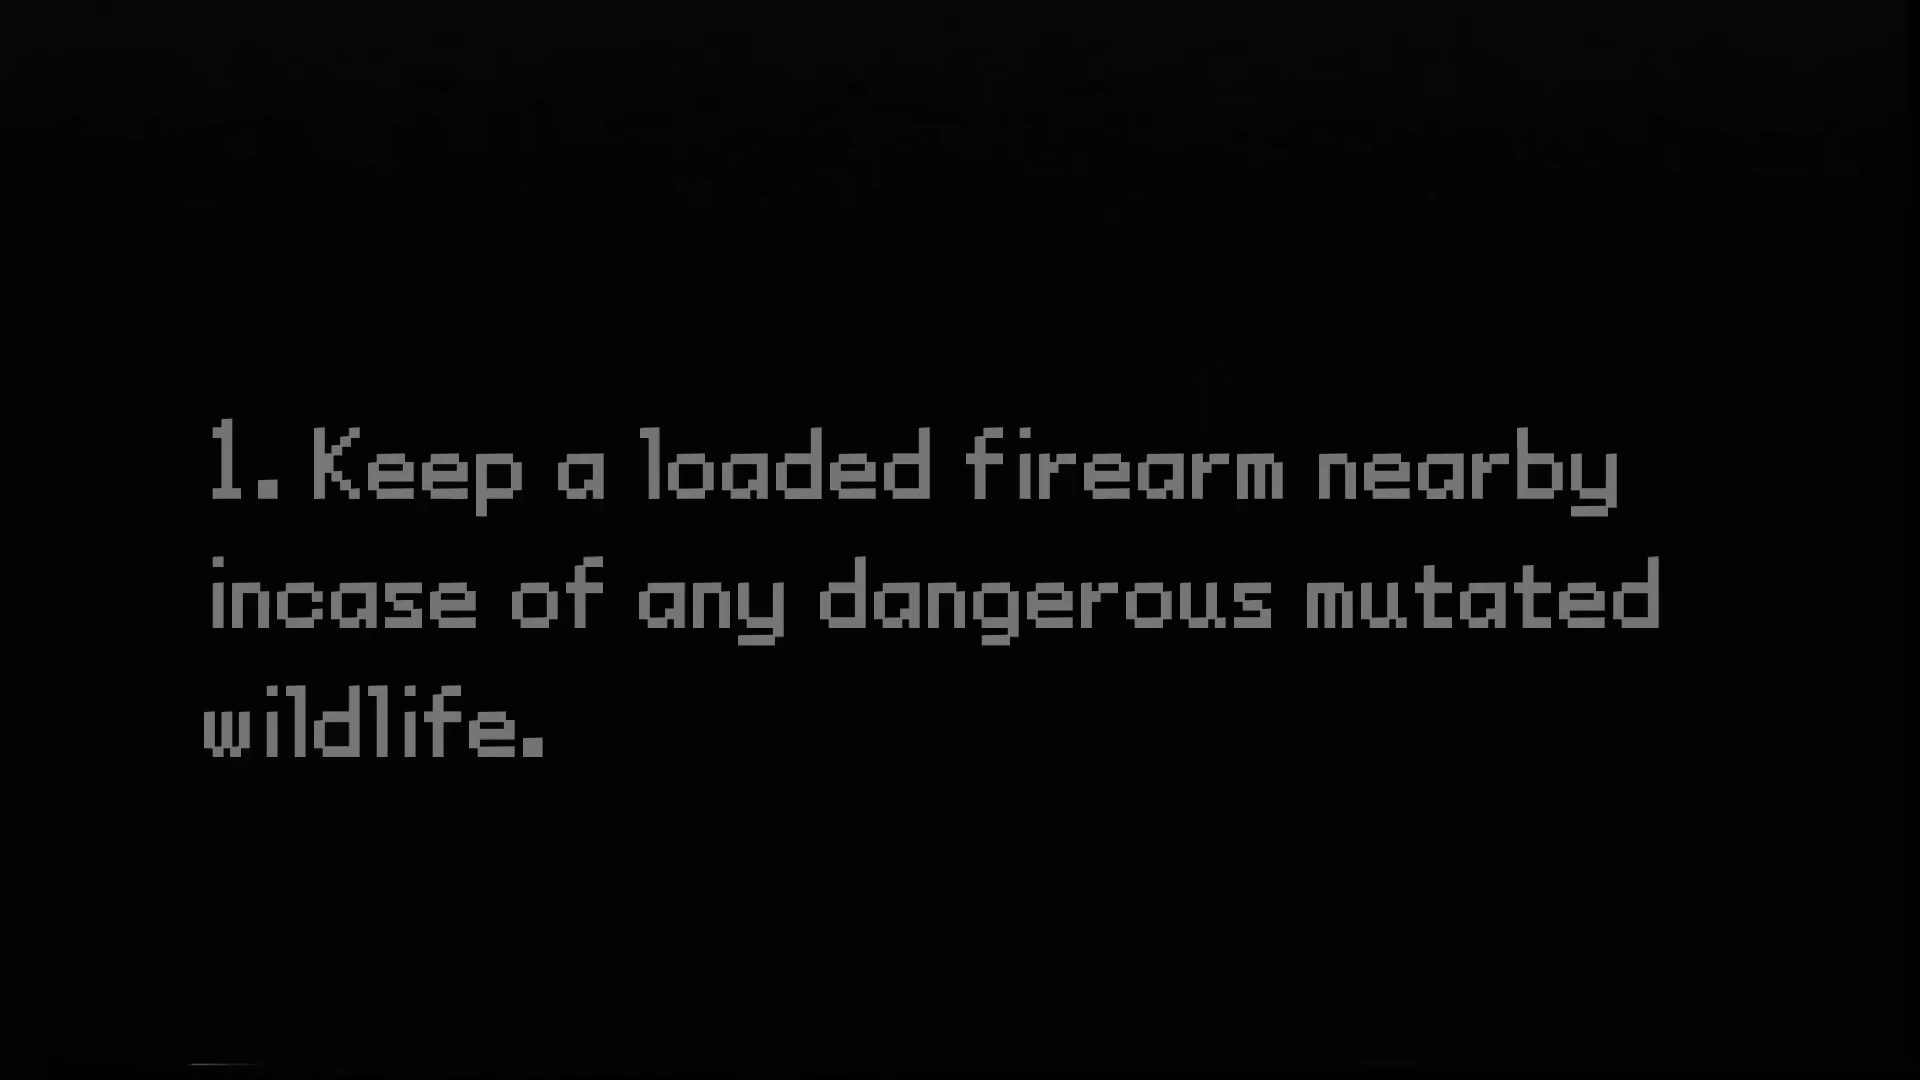 1. Keep a loaded firearm nearby
incase of any dangerous mutated
wildlife.